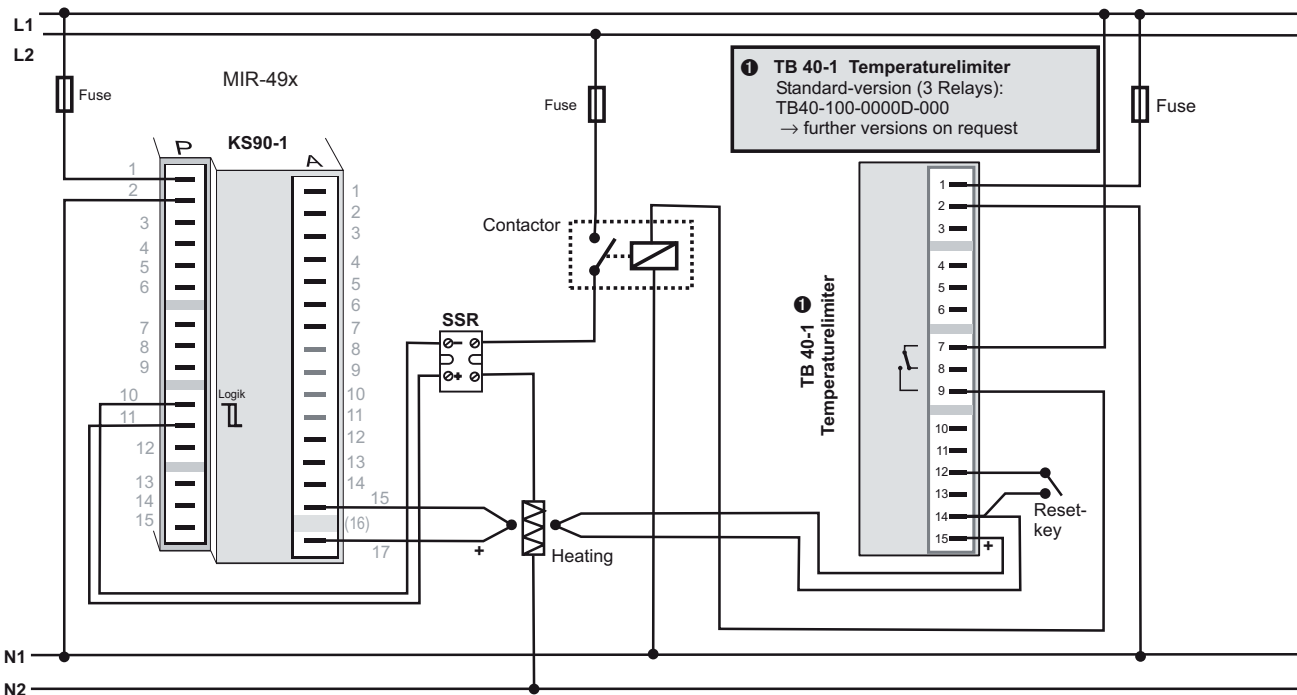 L1
L2
Fuse
MIR-49x
Fuse
❶ TB 40-1 Temperaturelimiter
Standard-version (3 Relays):
TB40-100-0000D-000
→ further versions on request
Fuse
KS90-1
P
1
2
3
4
5
6
7
8
9
10
11
12
13
14
15
Logik
A
1
2
3
4
5
6
7
8
9
10
11
12
13
14
15
(16)
17
Contactor
SSR
−
+
+
Heating
TB 40-1 ❶
Temperaturelimiter
1
2
3
4
5
6
7
8
9
10
11
12
13
14
15
+
Reset-
key
N1
N2